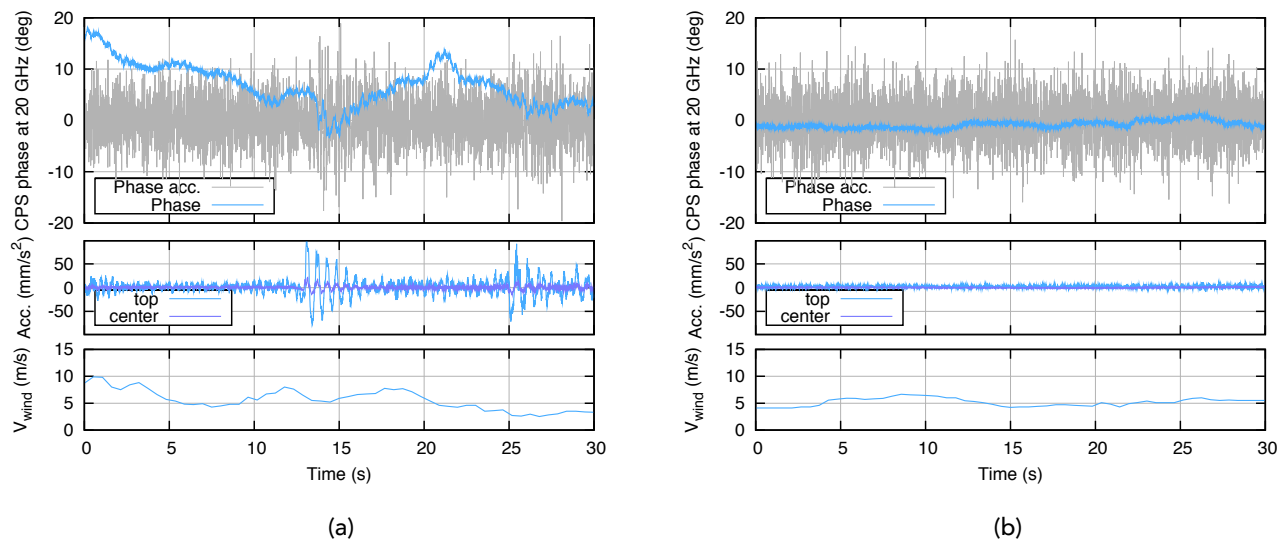 CPS phase at 20 GHz (deg)
20
10
0
-10
-20
Phase acc.
Phase
Acc. (mm/s²)
50
0
-50
top
center
V_wind (m/s)
15
10
5
0
0 5 10 15 20 25 30
Time (s)
(a)
CPS phase at 20 GHz (deg)
20
10
0
-10
-20
Phase acc.
Phase
Acc. (mm/s²)
50
0
-50
top
center
V_wind (m/s)
15
10
5
0
0 5 10 15 20 25 30
Time (s)
(b)